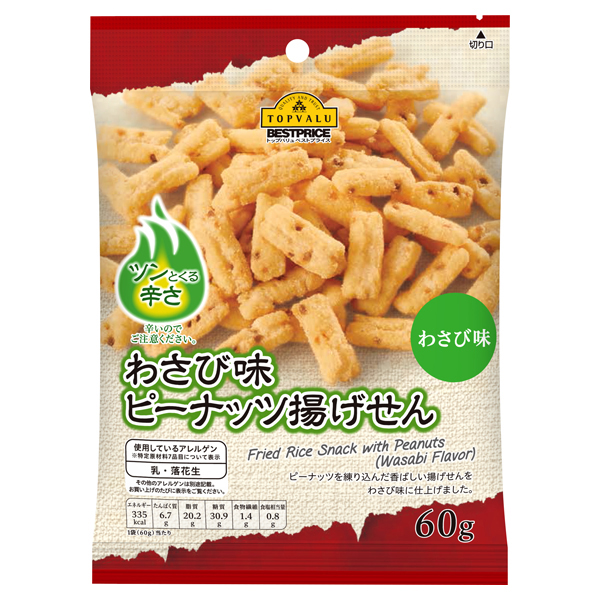 ▲
切り口
QUALITY AND TRUST
TOPVALU
BESTPRICE
トップバリュ ベストプライス
ツンとくる
辛さ
辛いので
ご注意ください。
わさび味
わさび味
ピーナッツ揚げせん
Fried Rice Snack with Peanuts
(Wasabi Flavor)
ピーナッツを練り込んだ香ばしい揚げせんを
わさび味に仕上げました。
使用しているアレルゲン
※特定原材料7品目について表示
乳・落花生
その他のアレルゲンは別途記載。
お買い上げのたびに表示をご覧ください。
エネルギー たんぱく質 脂質 糖質 食物繊維 食塩相当量
335 kcal 6.7 g 20.2 g 30.9 g 1.4 g 0.8 g
1袋(60g)当たり
60g